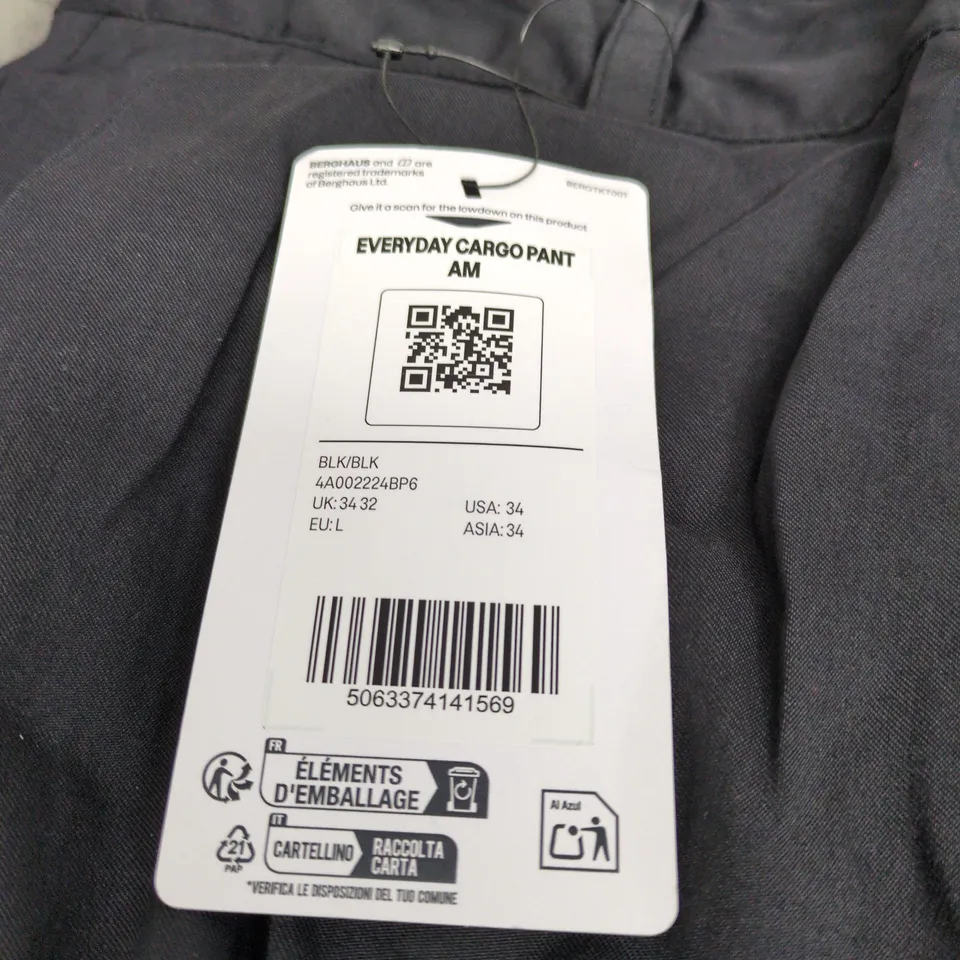 BERGHAUS and are
registered trademarks
of Berghaus Ltd.
BERGTKT001
Give it a scan for the lowdown on this product
EVERYDAY CARGO PANT
AM
BLK/BLK
4A002224BP6
UK: 34 32
USA: 34
EU: L
ASIA: 34
5063374141569
FR
ÉLÉMENTS
D'EMBALLAGE
IT
21
PAP
CARTELLINO
RACCOLTA
CARTA
*VERIFICA LE DISPOSIZIONI DEL TUO COMUNE
Al Azul